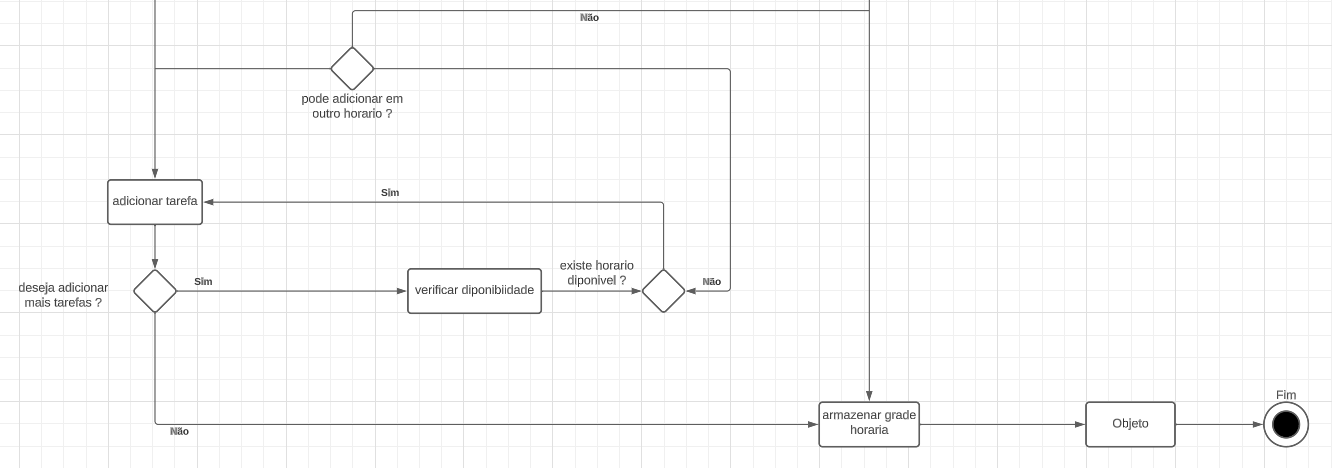 Não
pode adicionar em
outro horario ?
Sim
adicionar tarefa
existe horario
diponivel ?
Sim
Não
deseja adicionar
mais tarefas ?
verificar diponibiidade
Fim
armazenar grade
horaria
Objeto
Não